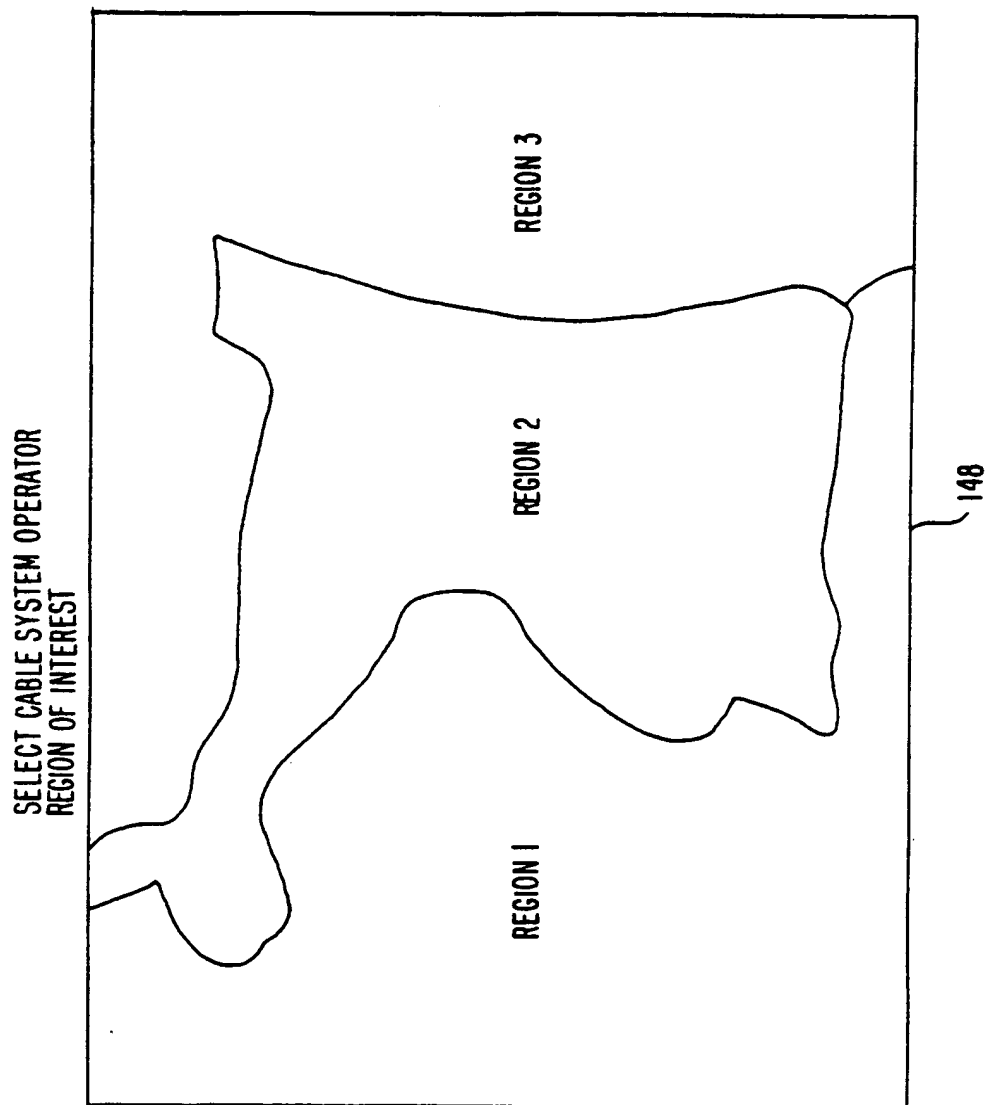 SELECT CABLE SYSTEM OPERATOR
REGION OF INTEREST
REGION 1
REGION 2
REGION 3
148